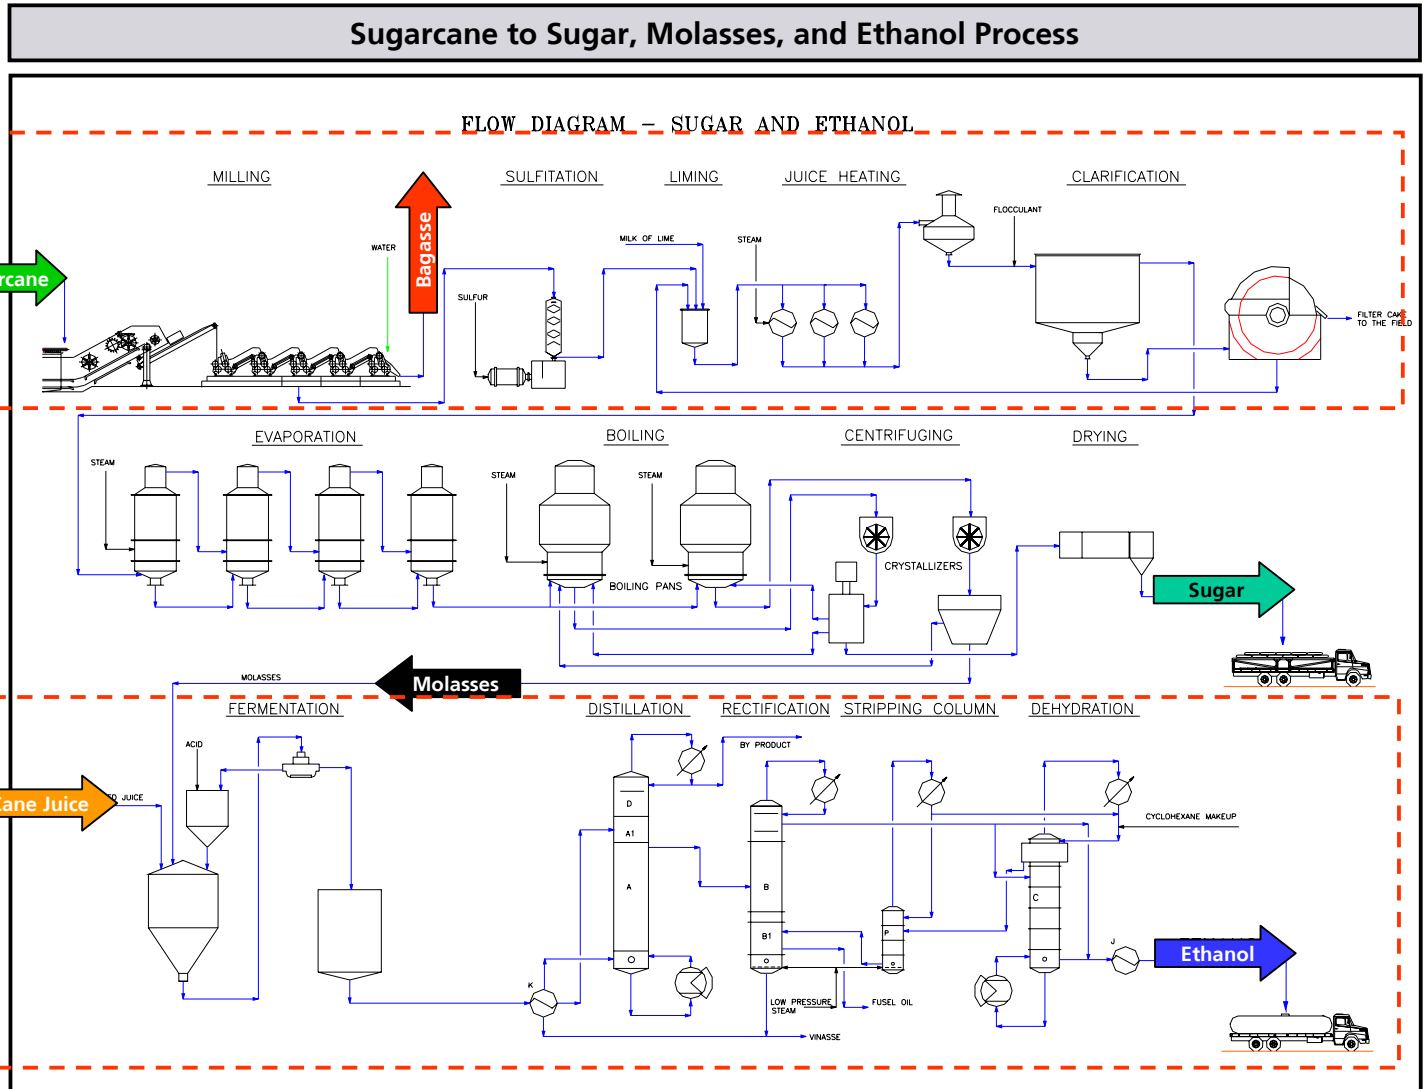 Sugarcane to Sugar, Molasses, and Ethanol Process
FLOW DIAGRAM – SUGAR AND ETHANOL
MILLING
SULFITATION
LIMING
JUICE HEATING
CLARIFICATION
Bagasse
FLOCCULANT
MILK OF LIME
STEAM
WATER
rcane
SULFUR
FILTER CAKE
TO THE FIELD
EVAPORATION
BOILING
CENTRIFUGING
DRYING
STEAM
STEAM
STEAM
CRYSTALLIZERS
BOILING PANS
Sugar
MOLASSES
Molasses
FERMENTATION
DISTILLATION
RECTIFICATION
STRIPPING COLUMN
DEHYDRATION
ACID
BY PRODUCT
Cane Juice
ED JUICE
D
A1
A
CYCLOHEXANE MAKEUP
B
C
B1
P
J
Ethanol
K
LOW PRESSURE
STEAM
FUSEL OIL
VINASSE